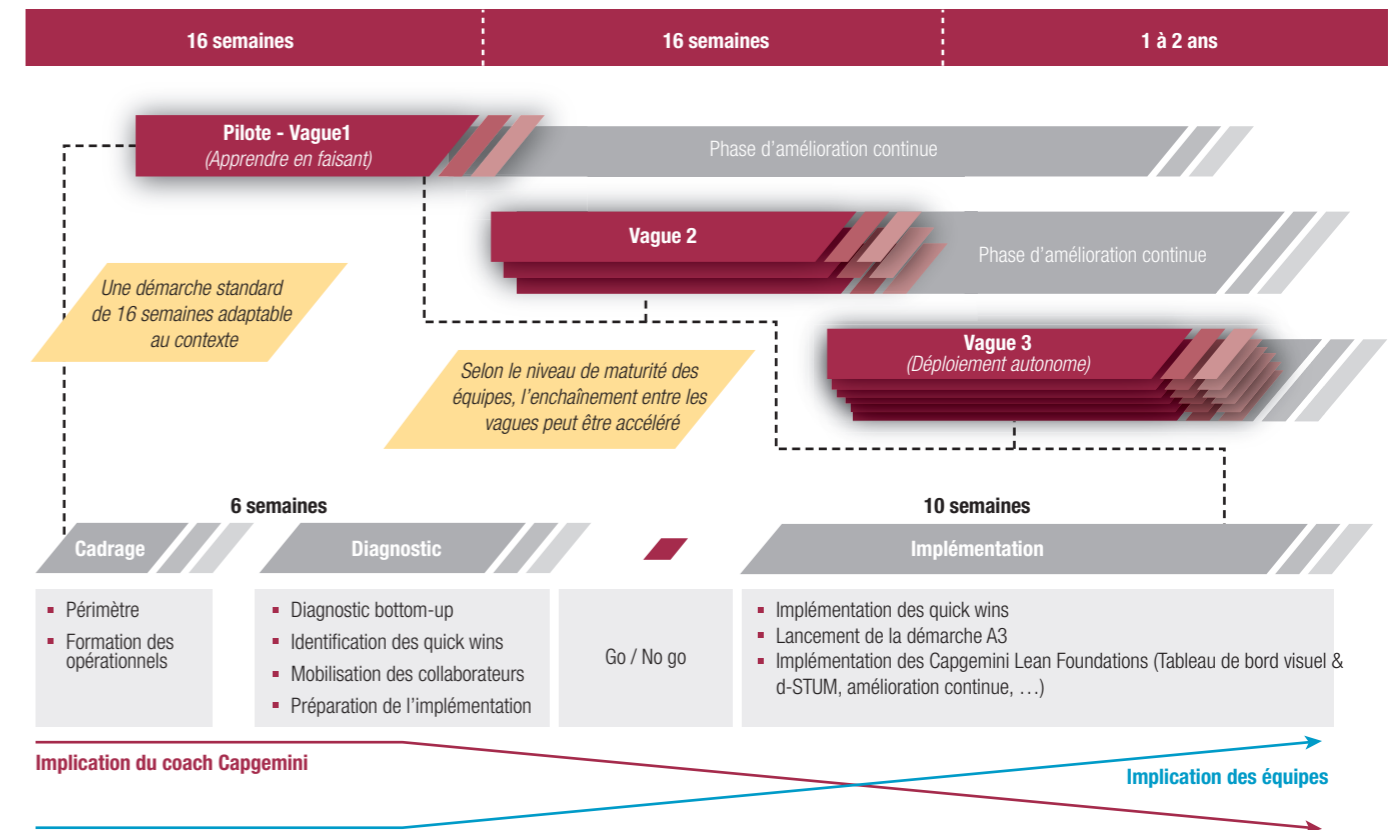 16 semaines
16 semaines
1 à 2 ans
Pilote - Vague1
(Apprendre en faisant)
Phase d'amélioration continue
Vague 2
Phase d'amélioration continue
Une démarche standard
de 16 semaines adaptable
au contexte
Vague 3
(Déploiement autonome)
Selon le niveau de maturité des
équipes, l'enchaînement entre les
vagues peut être accéléré
6 semaines
10 semaines
Cadrage
Diagnostic
Implémentation
▪ Périmètre
▪ Formation des
opérationnels
▪ Diagnostic bottom-up
▪ Identification des quick wins
▪ Mobilisation des collaborateurs
▪ Préparation de l'implémentation
Go / No go
▪ Implémentation des quick wins
▪ Lancement de la démarche A3
▪ Implémentation des Capgemini Lean Foundations (Tableau de bord visuel &
d-STUM, amélioration continue, …)
Implication du coach Capgemini
Implication des équipes